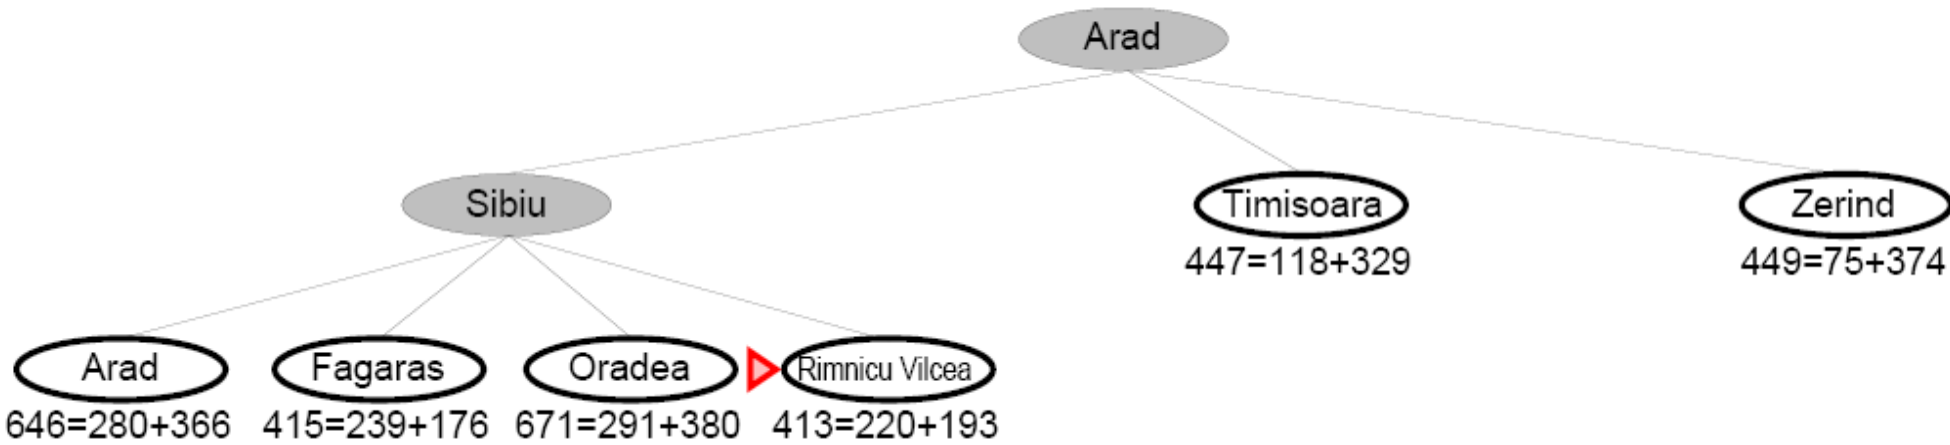 Arad
Sibiu
Timisoara
Zerind
447=118+329
449=75+374
Arad
Fagaras
Oradea
Rimnicu Vilcea
646=280+366
415=239+176
671=291+380
413=220+193